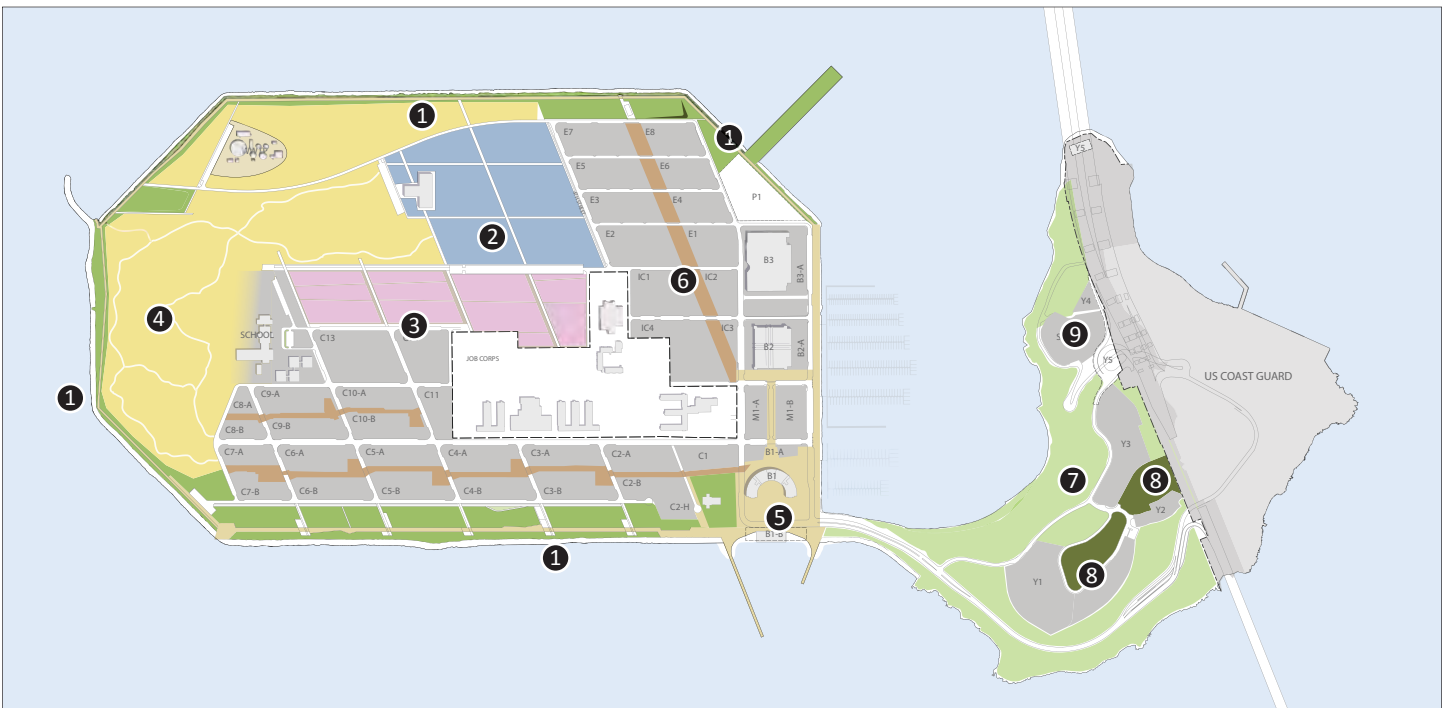 1
1
WWTP
E7
E8
Y5
E5
E6
P1
E3
E4
2
E2
E1
B3
B3-A
IC1
6
IC2
Y4
4
3
IC4
IC3
9
SCHOOL
C13
B2
B2-A
Y5
JOB CORPS
US COAST GUARD
1
C8-A
C9-A
C10-A
C11
M1-A
M1-B
C8-B
C9-B
C10-B
Y3
C7-A
C6-A
C5-A
C4-A
C3-A
C2-A
C1
B1-A
B1
7
8
C7-B
C6-B
C5-B
C4-B
C3-B
C2-B
C2-H
5
Y2
B1-B
1
8
Y1